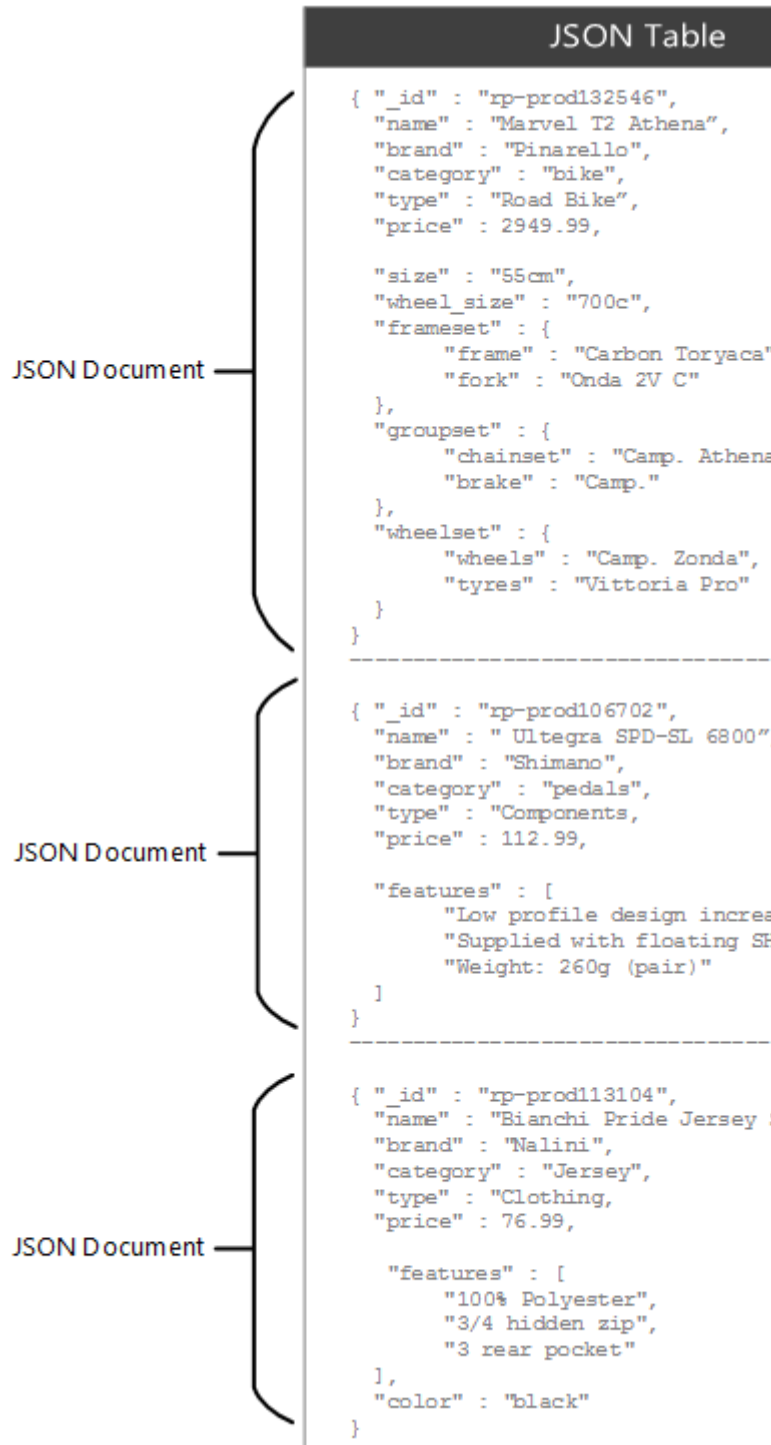 JSON Table
{ "_id" : "rp-prod132546",
"name" : "Marvel T2 Athena”,
"brand" : "Pinarello",
"category" : "bike",
"type" : "Road Bike”,
"price" : 2949.99,
"size" : "55cm",
"wheel_size" : "700c",
"frameset" : {
"frame" : "Carbon Toryaca"
"fork" : "Onda 2V C"
},
"groupset" : {
"chainset" : "Camp. Athena
"brake" : "Camp."
},
"wheelset" : {
"wheels" : "Camp. Zonda",
"tyres" : "Vittoria Pro"
}
}
JSON Document
{ "_id" : "rp-prod106702",
"name" : " Ultegra SPD-SL 6800”
"brand" : "Shimano",
"category" : "pedals",
"type" : "Components,
"price" : 112.99,
"features" : [
"Low profile design increa
"Supplied with floating SH
"Weight: 260g (pair)"
]
}
JSON Document
{ "_id" : "rp-prod113104",
"name" : "Bianchi Pride Jersey
"brand" : "Nalini",
"category" : "Jersey",
"type" : "Clothing,
"price" : 76.99,
"features" : [
"100% Polyester",
"3/4 hidden zip",
"3 rear pocket"
],
"color" : "black"
}
JSON Document